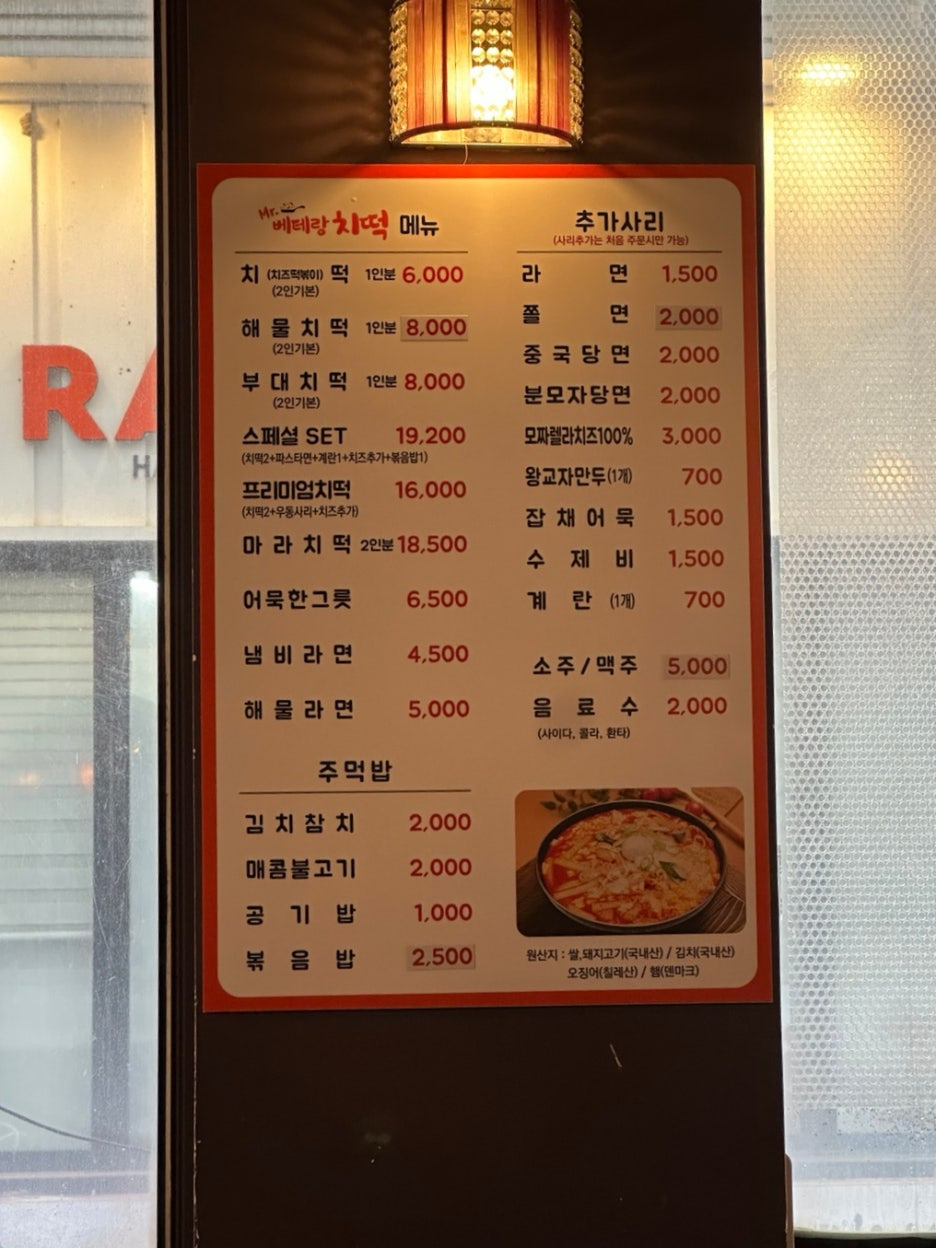 Mr. 베테랑 치떡 메뉴
치 (치즈떡볶이) 떡 1인분 6,000
(2인기본)
해물치떡 1인분 8,000
(2인기본)
부대치떡 1인분 8,000
(2인기본)
스페셜 SET 19,200
(치떡2+파스타면+계란1+치즈추가+볶음밥1)
프리미엄치떡 16,000
(치떡2+우동사리+치즈추가)
마라치떡 2인분 18,500
어묵한그릇 6,500
냄비라면 4,500
해물라면 5,000
주먹밥
김치참치 2,000
매콤불고기 2,000
공기밥 1,000
볶음밥 2,500
추가사리
(사리추가는 처음 주문시만 가능)
라면 1,500
쫄면 2,000
중국당면 2,000
분모자당면 2,000
모짜렐라치즈100% 3,000
왕교자만두(1개) 700
잡채어묵 1,500
수제비 1,500
계란 (1개) 700
소주/맥주 5,000
음료수 2,000
(사이다, 콜라, 환타)
원산지 : 쌀,돼지고기(국내산) / 김치(국내산)
오징어(칠레산) / 햄(덴마크)
RA